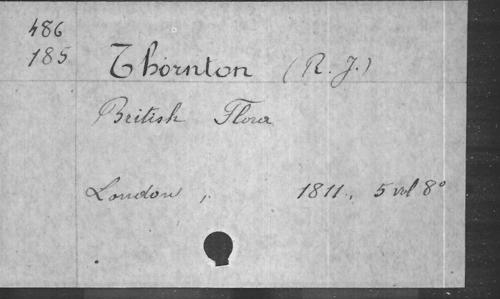 486
185
Thornton (R. J.)
British Flora
London, 1811., 5 vol 8°